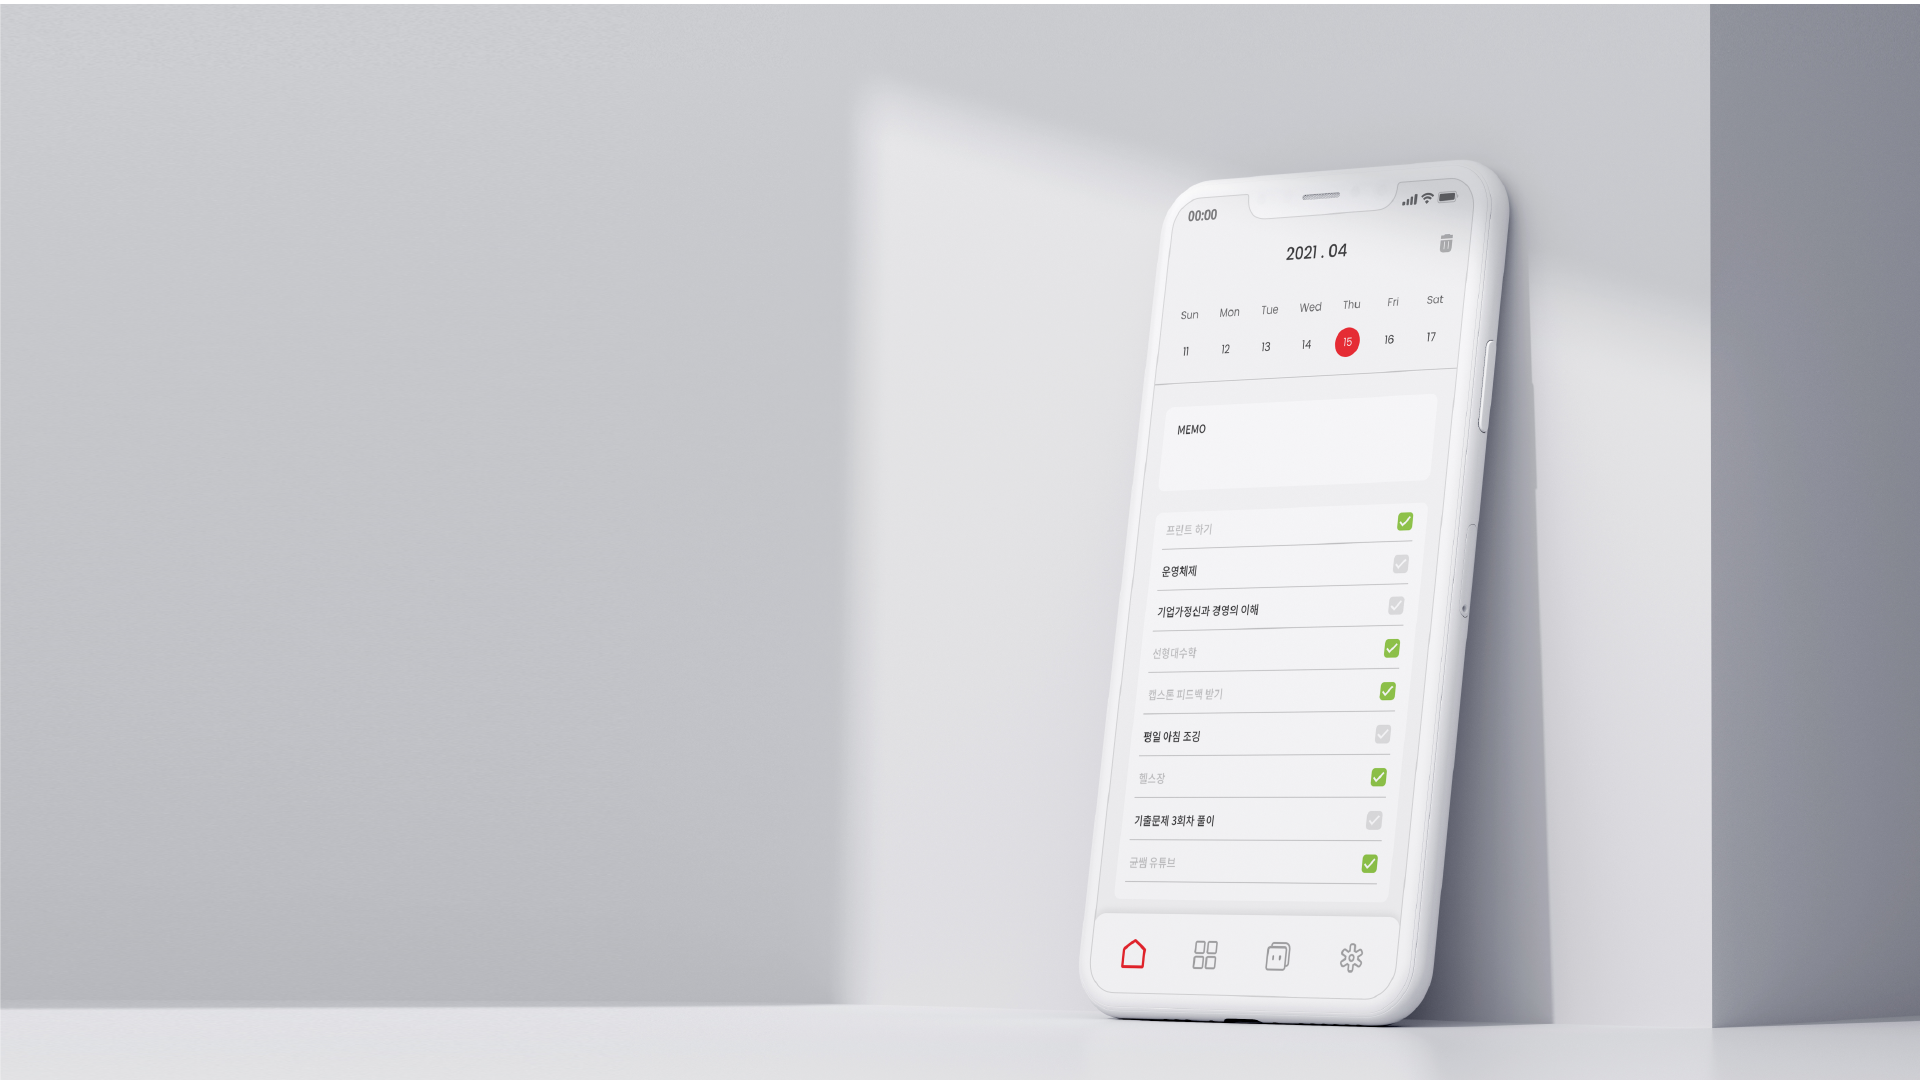 00:00
2021 . 04
Sun Mon Tue Wed Thu Fri Sat
11 12 13 14 15 16 17
MEMO
프린트 하기
운영체제
기업가정신과 경영의 이해
선형대수학
캡스톤 피드백 받기
평일 아침 조깅
헬스장
기출문제 3회차 풀이
균쌤 유튜브